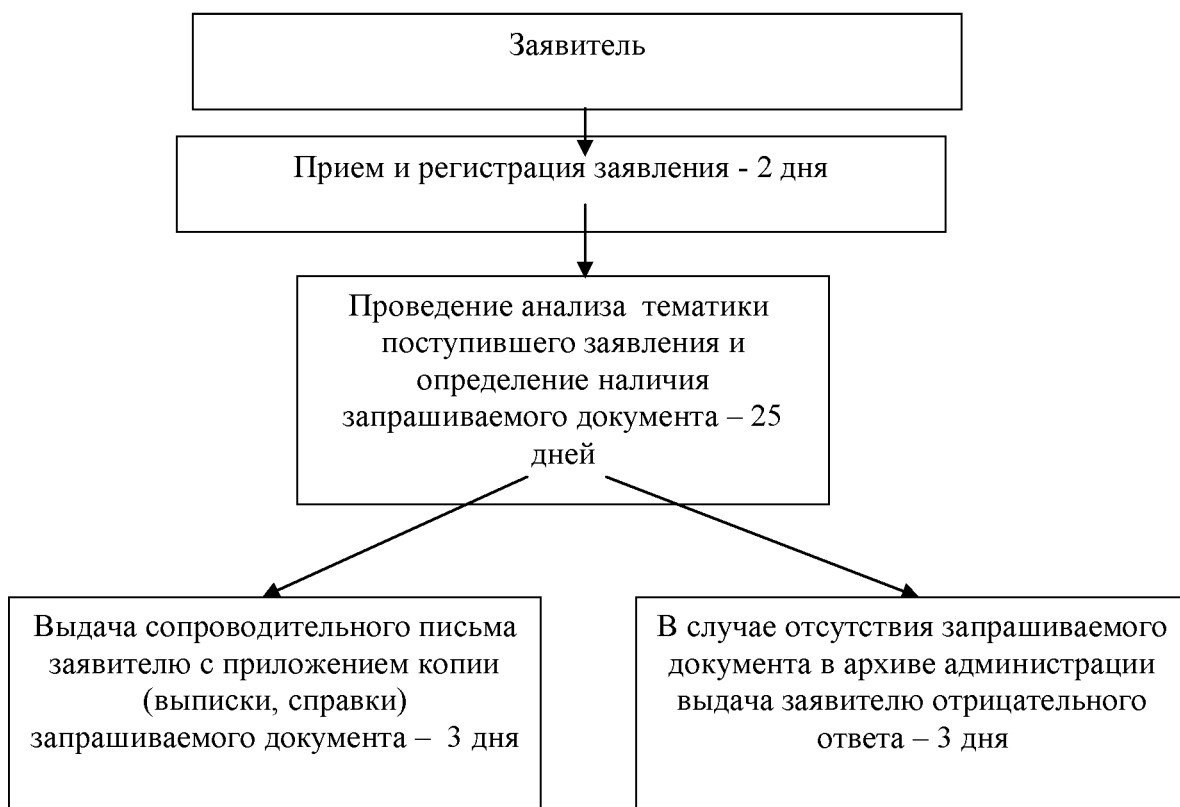 Заявитель
Прием и регистрация заявления - 2 дня
Проведение анализа  тематики
поступившего заявления и
определение наличия
запрашиваемого документа – 25
дней
Выдача сопроводительного письма
заявителю с приложением копии
(выписки, справки)
запрашиваемого документа –  3 дня
В случае отсутствия запрашиваемого
документа в архиве администрации
выдача заявителю отрицательного
ответа – 3 дня